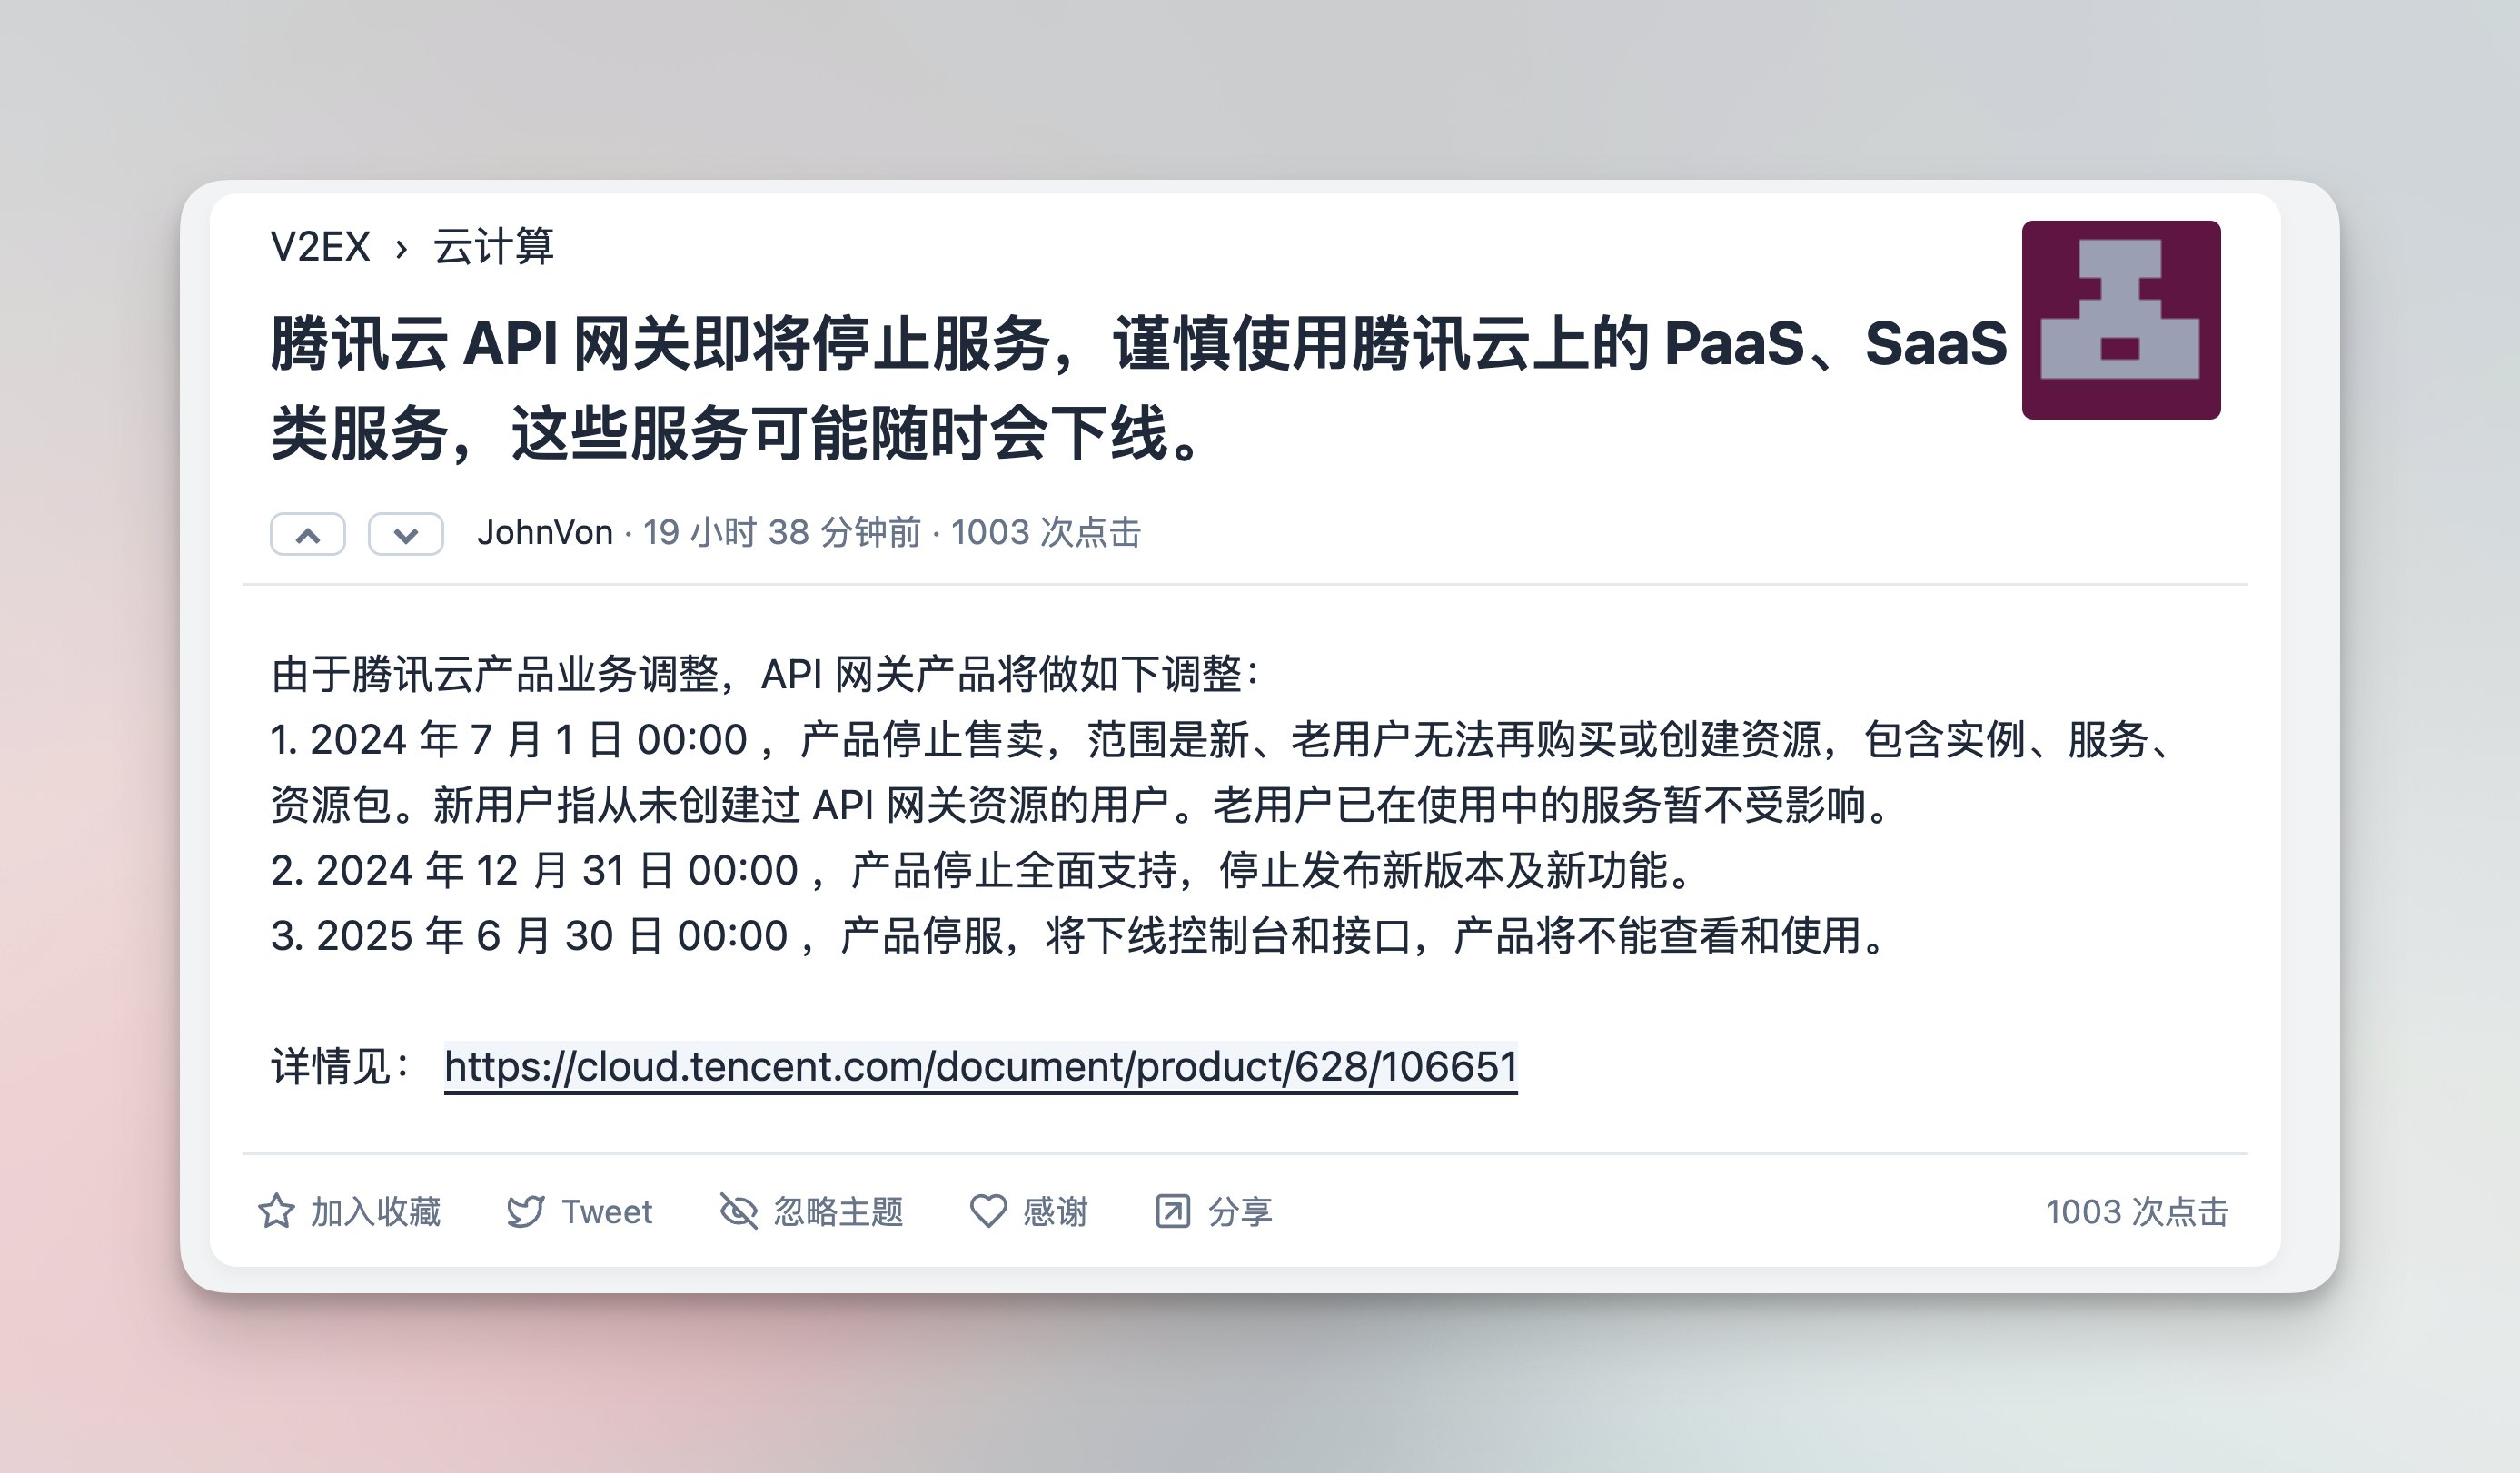 V2EX › 云计算
腾讯云 API 网关即将停止服务，谨慎使用腾讯云上的 PaaS、SaaS
类服务，这些服务可能随时会下线。
JohnVon · 19 小时 38 分钟前 · 1003 次点击
由于腾讯云产品业务调整，API 网关产品将做如下调整：
1. 2024 年 7 月 1 日 00:00 ，产品停止售卖，范围是新、老用户无法再购买或创建资源，包含实例、服务、
资源包。新用户指从未创建过 API 网关资源的用户。老用户已在使用中的服务暂不受影响。
2. 2024 年 12 月 31 日 00:00 ，产品停止全面支持，停止发布新版本及新功能。
3. 2025 年 6 月 30 日 00:00 ，产品停服，将下线控制台和接口，产品将不能查看和使用。
详情见： https://cloud.tencent.com/document/product/628/106651
加入收藏 Tweet 忽略主题 感谢 分享 1003 次点击